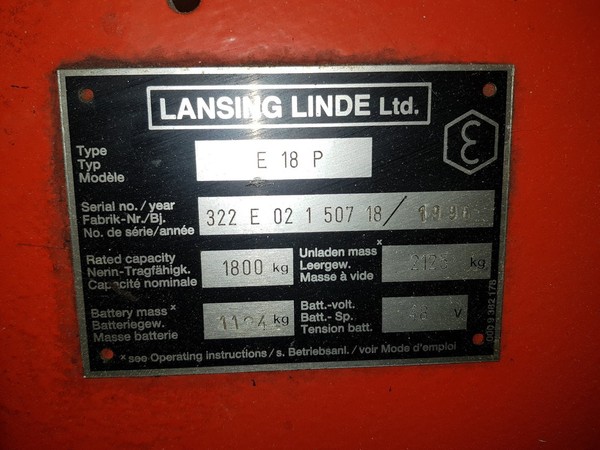 LANSING LINDE Ltd.
Type
Typ
Modèle
E 18 P
Serial no. / year
Fabrik-Nr./Bj.
No. de série/année
322 E 02 1 507 18 /
Rated capacity
Nenn-Tragfähigk.
Capacité nominale
1800 kg
Unladen mass x
Leergew.
Masse à vide
kg
Battery mass x
Batteriegew.
Masse batterie
kg
Batt.-volt.
Batt.- Sp.
Tension batt.
V
x see Operating instructions / s. Betriebsanl. / voir Mode d'emploi